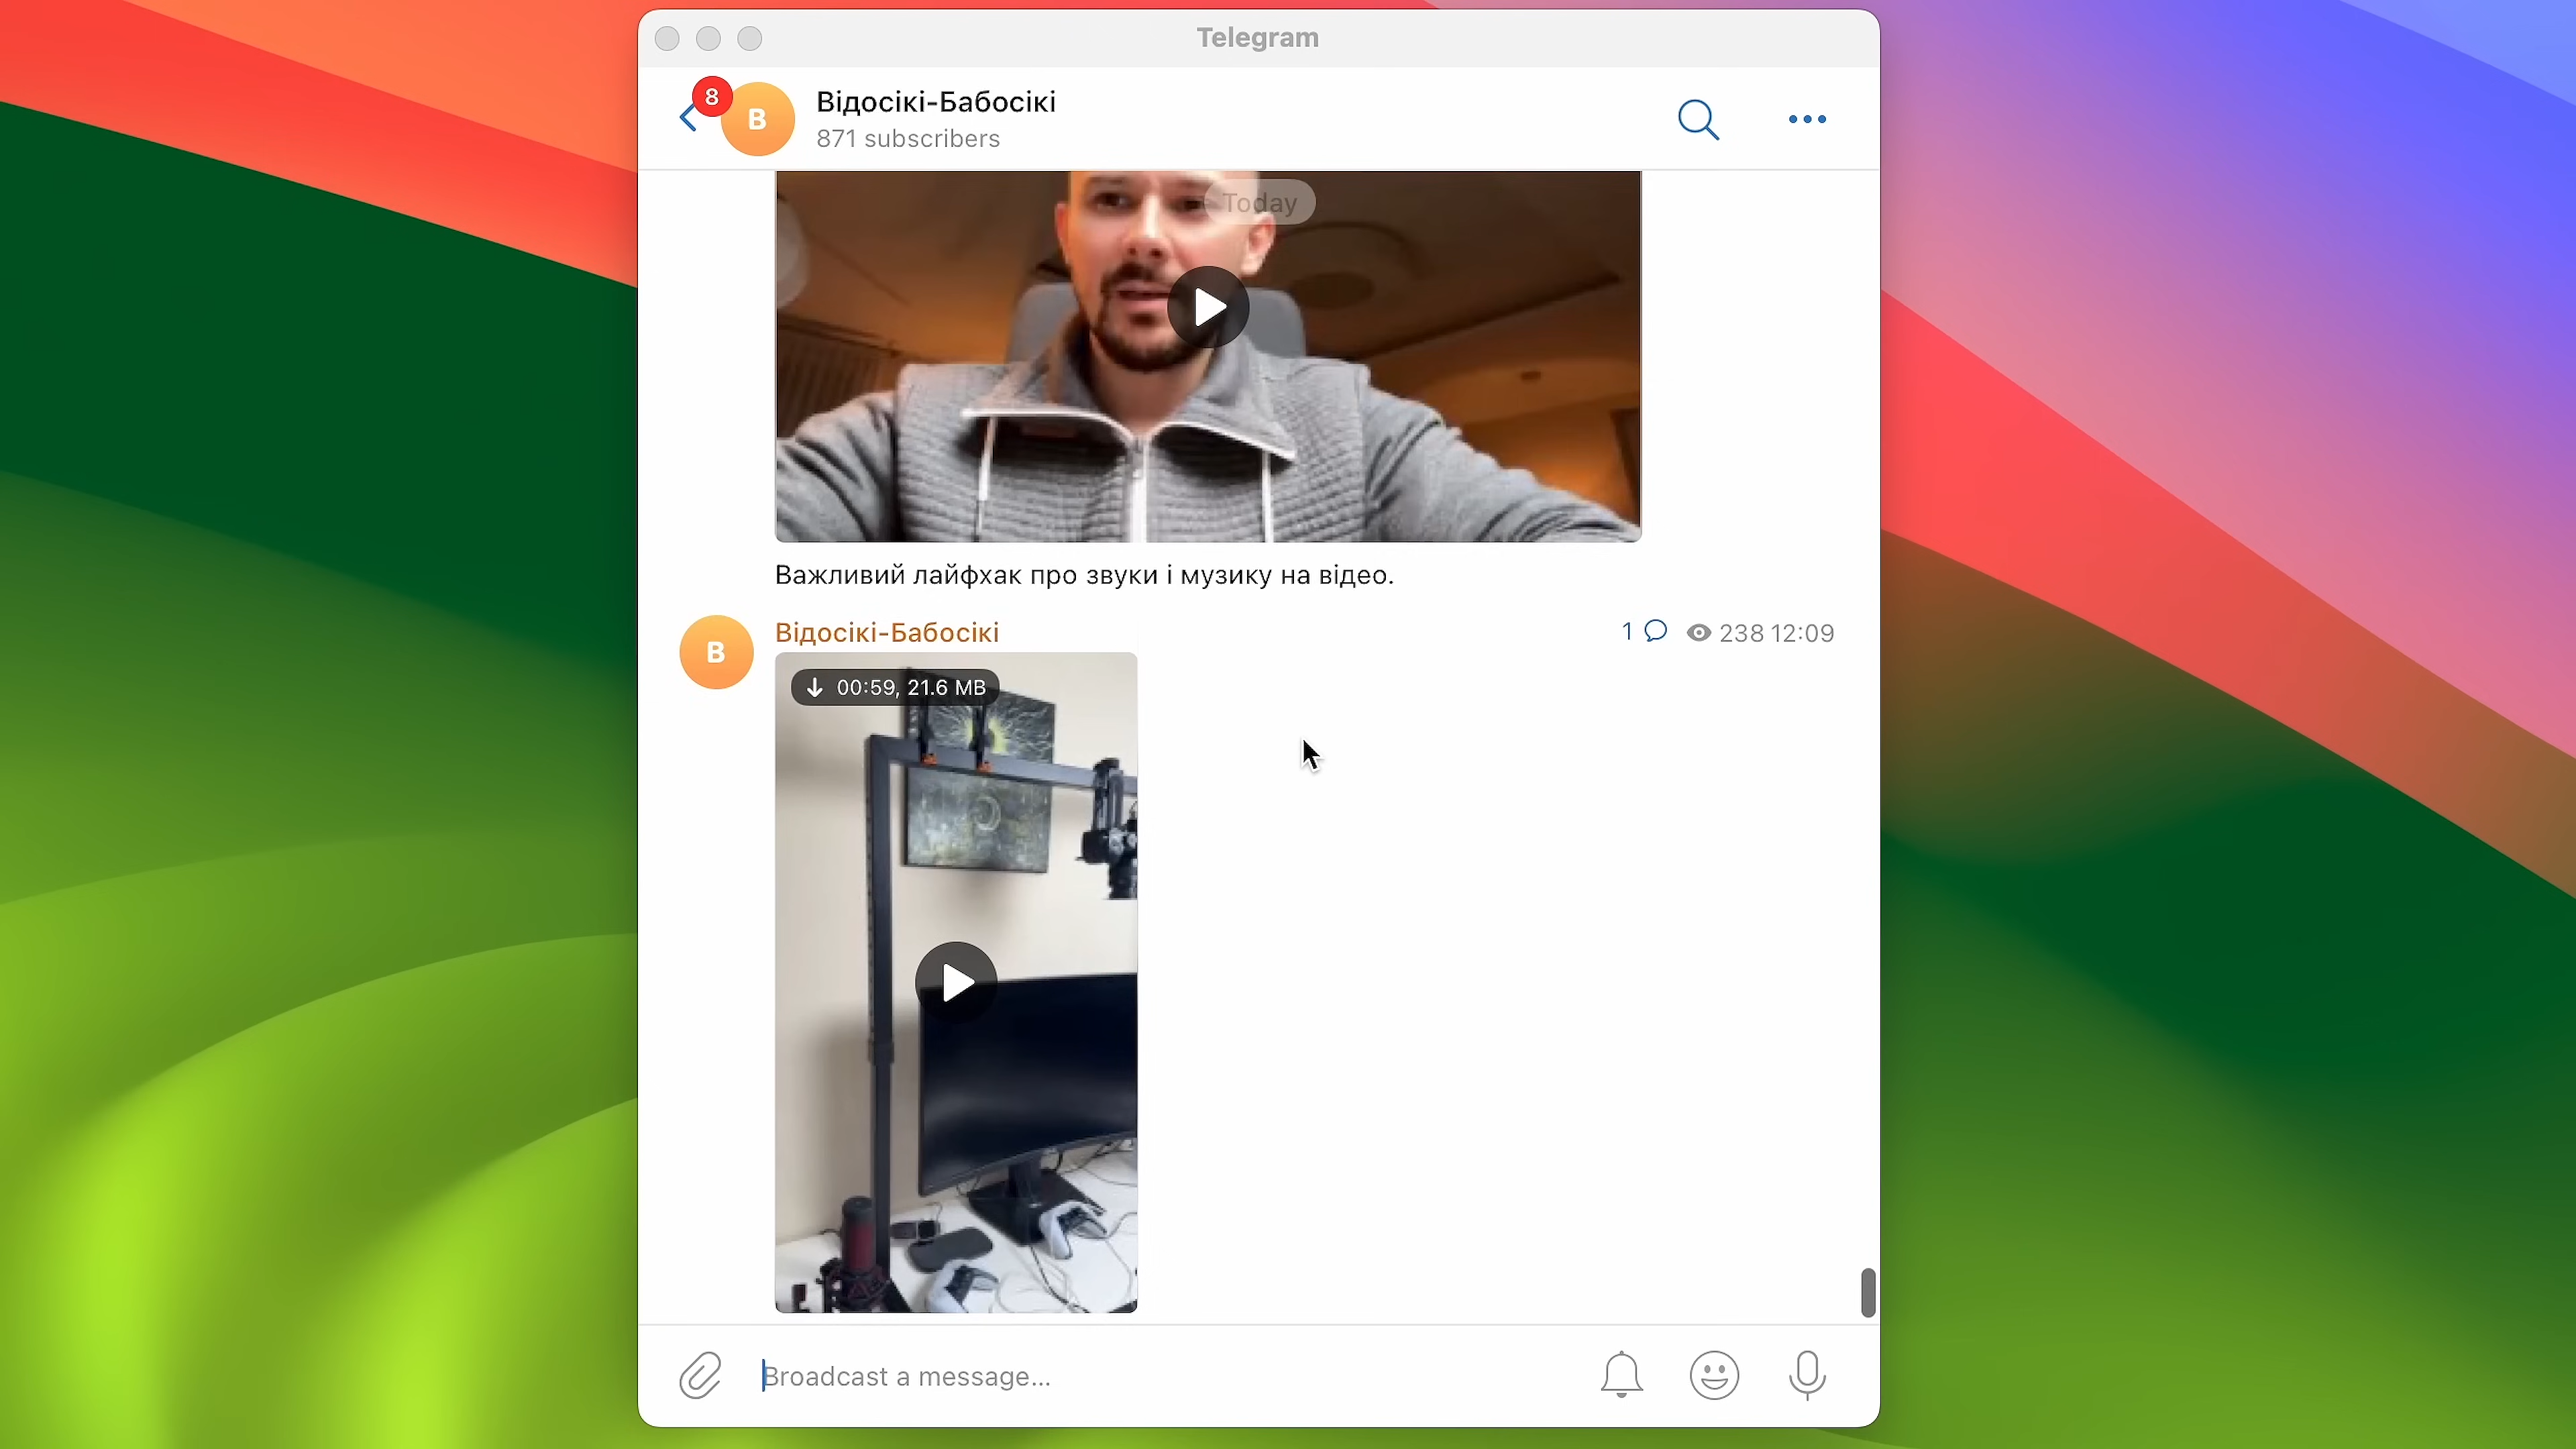 Telegram
8
B
Відосікі-Бабосікі
871 subscribers
Today
Важливий лайфхак про звуки і музику на відео.
B
Відосікі-Бабосікі
1
238 12:09
00:59, 21.6 MB
Broadcast a message...